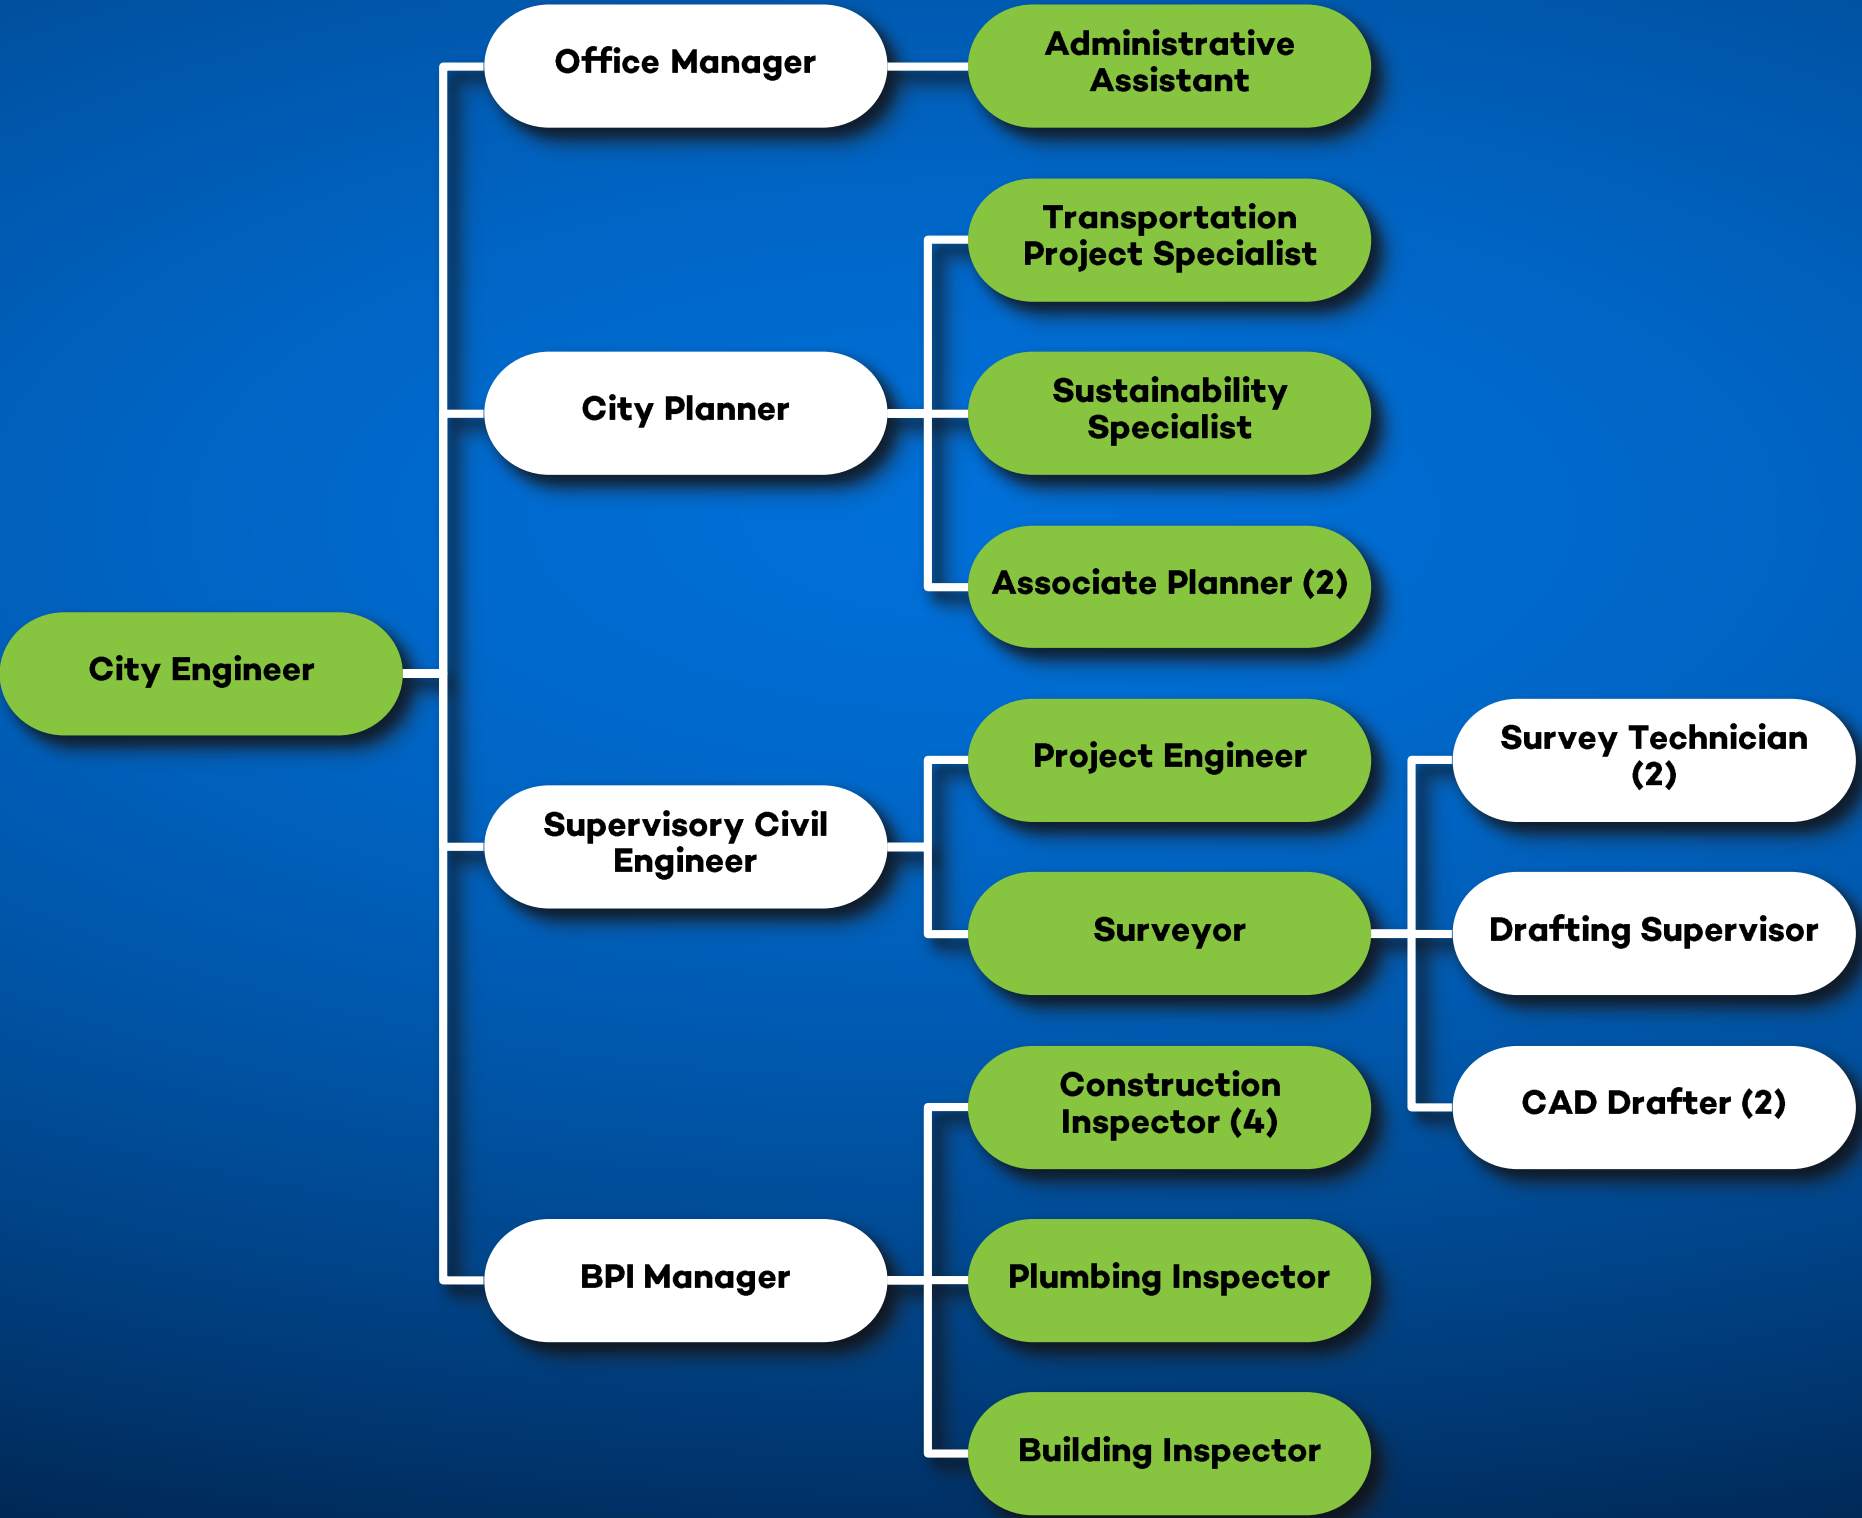 Office Manager
Administrative
Assistant
Transportation
Project Specialist
City Planner
Sustainability
Specialist
Associate Planner (2)
City Engineer
Project Engineer
Survey Technician
(2)
Supervisory Civil
Engineer
Surveyor
Drafting Supervisor
Construction
Inspector (4)
CAD Drafter (2)
BPI Manager
Plumbing Inspector
Building Inspector